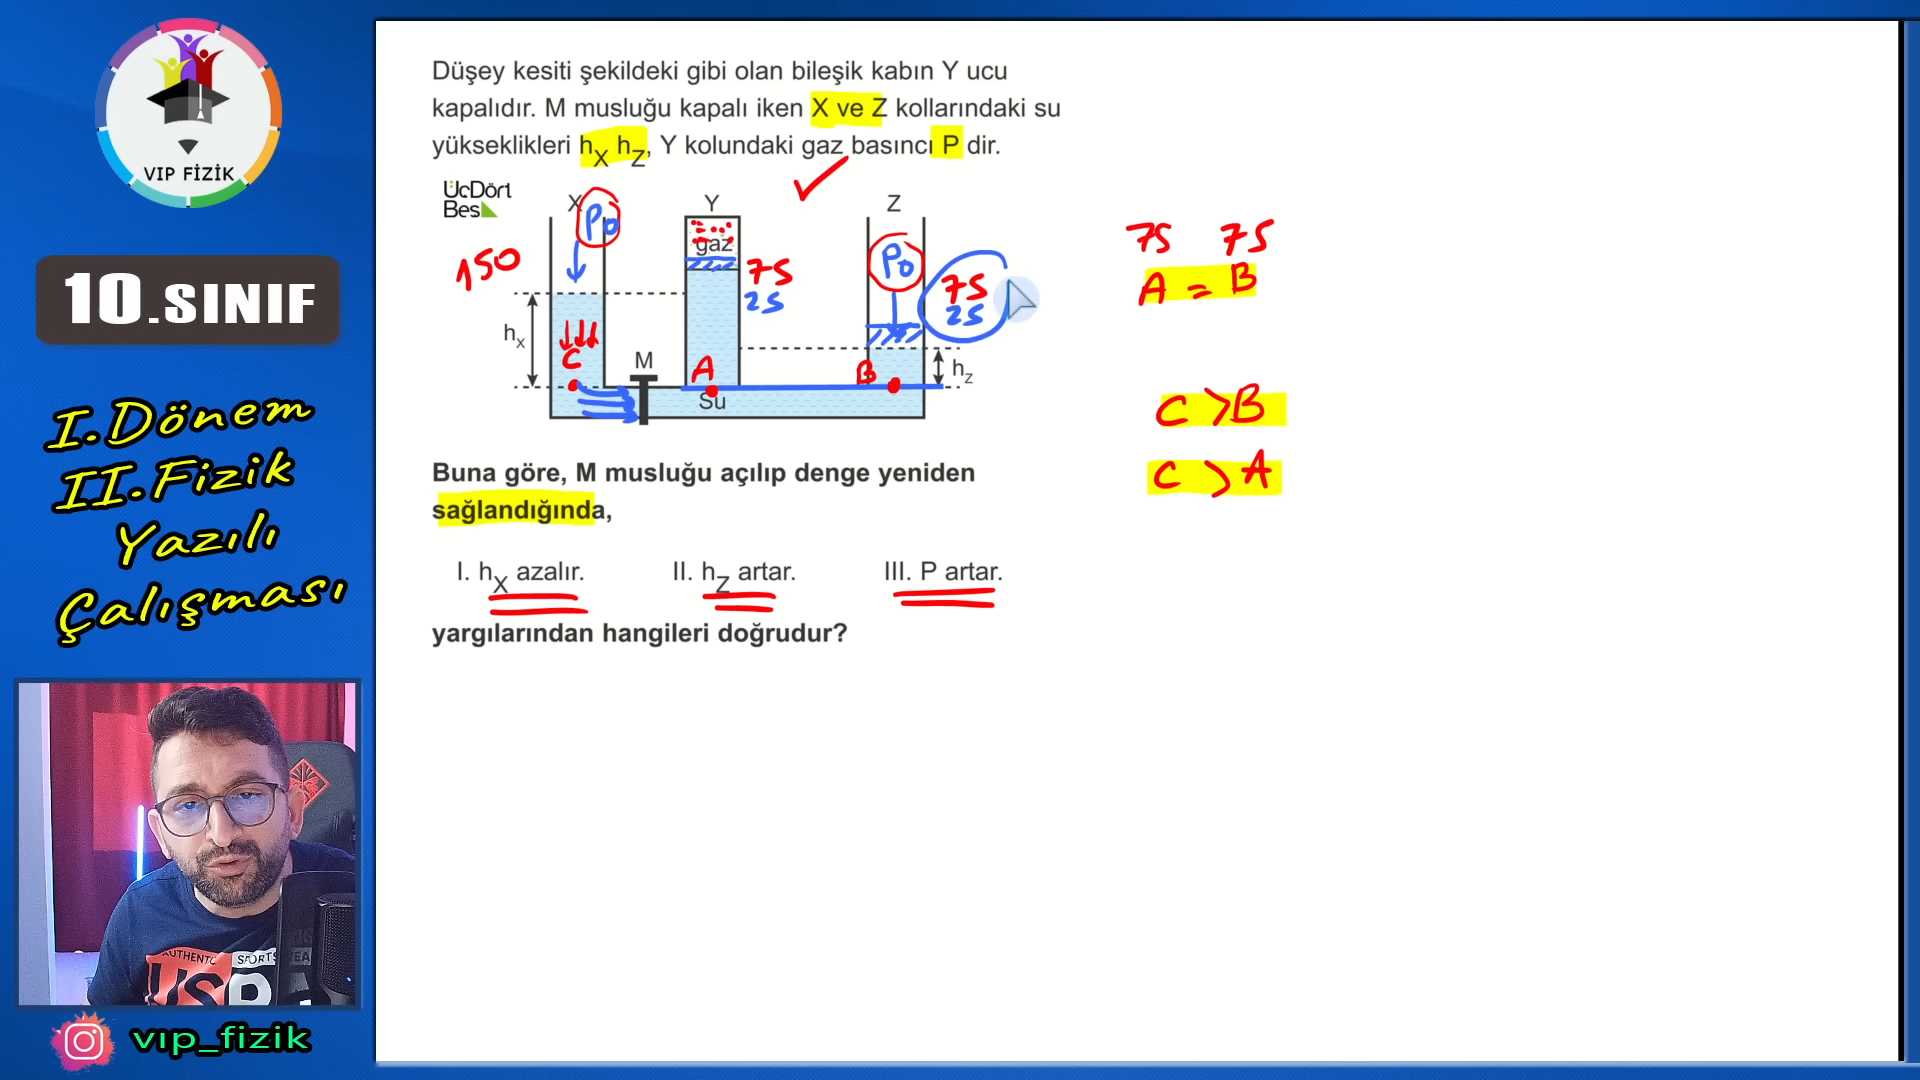 VIP FİZİK
10.SINIF
I.Dönem
II.Fizik
Yazılı
Çalışması
vıp_fizik
Düşey kesiti şekildeki gibi olan bileşik kabın Y ucu
kapalıdır. M musluğu kapalı iken X ve Z kollarındaki su
yükseklikleri hX hZ, Y kolundaki gaz basıncı P dir.
ÜçDört
Beş
X Y Z
P0
gaz
P0
150
75
25
75
25
hx
C
M
A
B
hz
Su
75 75
A = B
C > B
C > A
Buna göre, M musluğu açılıp denge yeniden
sağlandığında,
I. hX azalır. II. hZ artar. III. P artar.
yargılarından hangileri doğrudur?